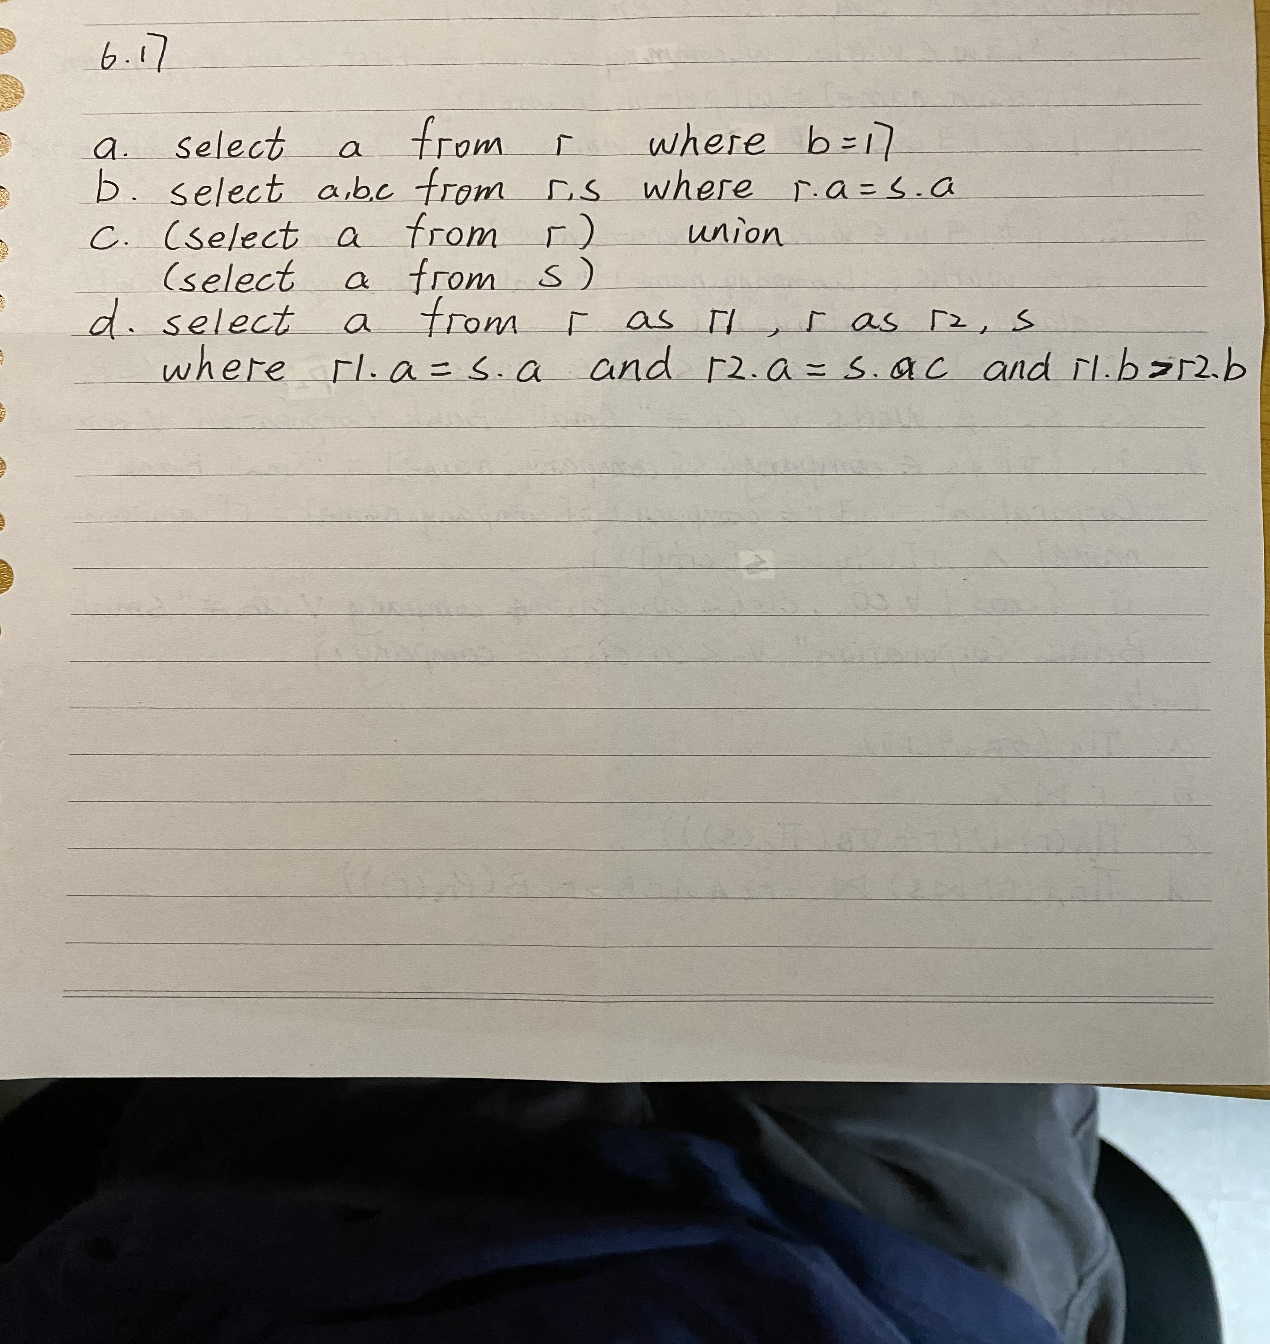 6.17
a. select a from r where b=17
b. select a,b,c from r,s where r.a=s.a
c. (select a from r) union
(select a from s)
d. select a from r as r1, r as r2, s
where r1.a=s.a and r2.a=s.ac and r1.b>r2.b